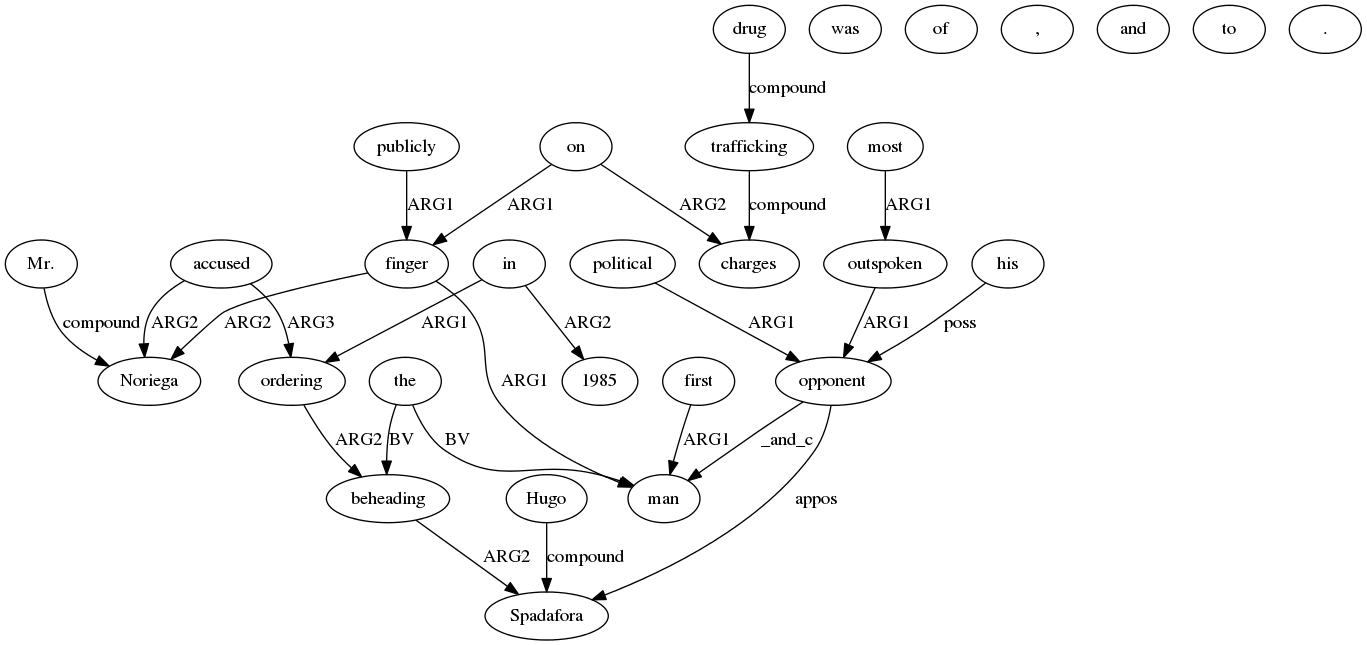 drug was of , and to .
compound
publicly on trafficking most
ARG1 ARG1 ARG2 compound ARG1
Mr. accused finger in political charges outspoken his
compound ARG2 ARG2 ARG3 ARG1 ARG2 ARG1 ARG1 poss
Noriega ordering the 1985 first opponent
ARG1
ARG2 BV BV ARG1 _and_c
beheading Hugo man appos
ARG2 compound
Spadafora